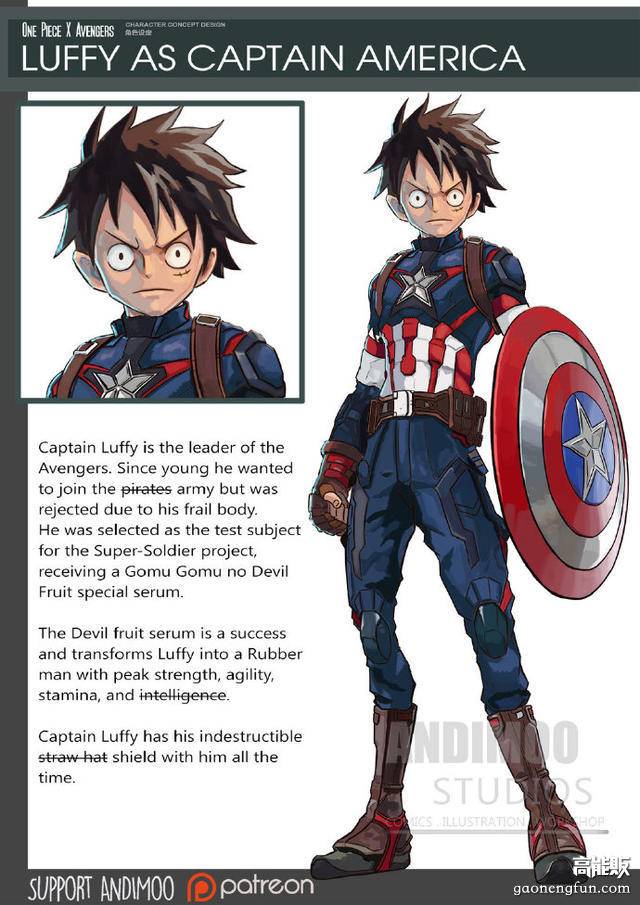 ONE PIECE X AVENGERS
CHARACTER CONCEPT DESIGN
角色设定
LUFFY AS CAPTAIN AMERICA
Captain Luffy is the leader of the
Avengers. Since young he wanted
to join the pirates army but was
rejected due to his frail body.
He was selected as the test subject
for the Super-Soldier project,
receiving a Gomu Gomu no Devil
Fruit special serum.
The Devil fruit serum is a success
and transforms Luffy into a Rubber
man with peak strength, agility,
stamina, and intelligence.
Captain Luffy has his indestructible
straw hat shield with him all the
time.
ANDIMOO
STUDIOS
COMICS . ILLUSTRATION . WORKSHOP
SUPPORT ANDIMOO
patreon
高能贩
gaonengfun.com